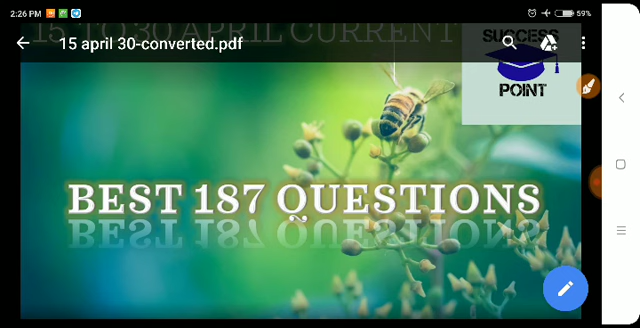 2:26 PM
59%
15 april 30-converted.pdf
15 TO 30 APRIL CURRENT
SUCCESS
POINT
BEST 187 QUESTIONS